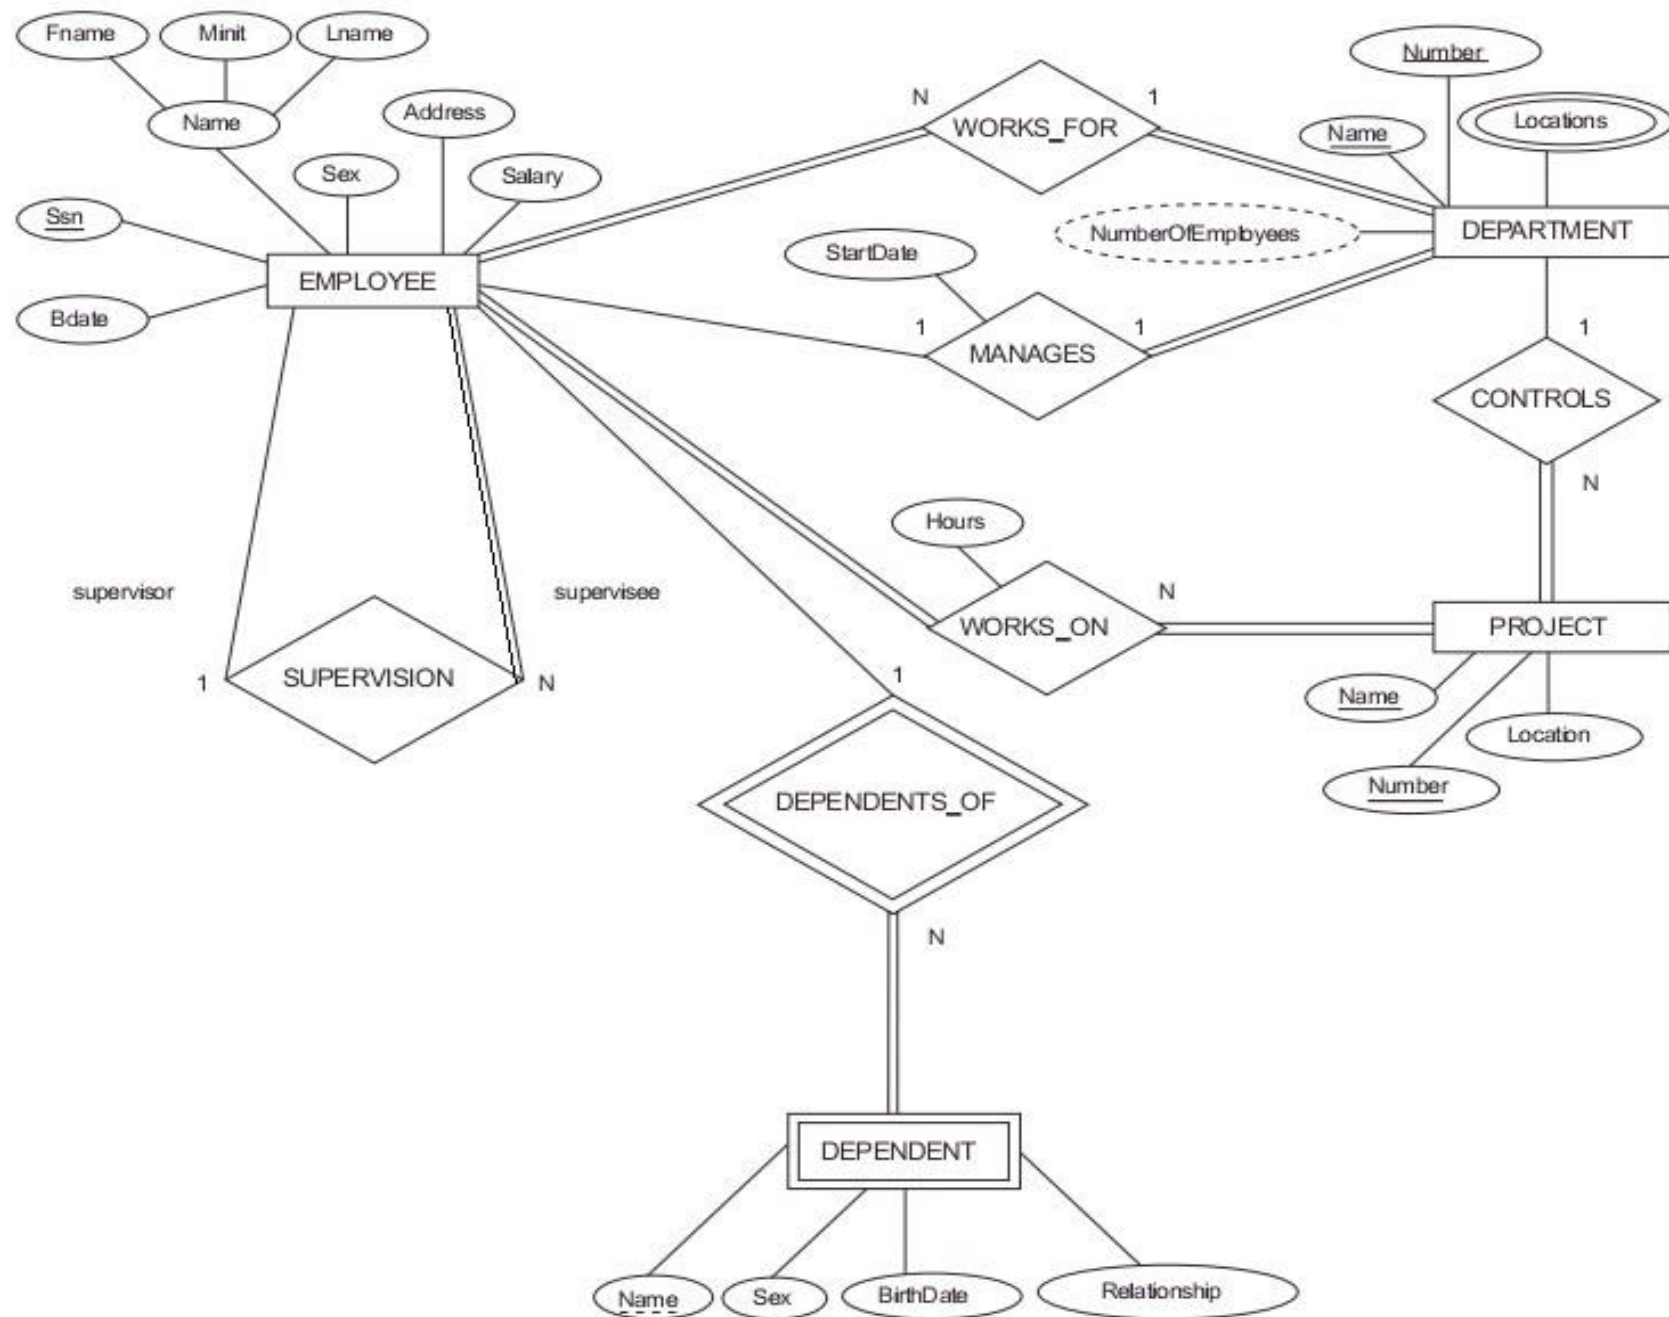 Fname
Minit
Lname
Number
Address
N
1
WORKS_FOR
Name
Locations
Name
Sex
Salary
Ssn
NumberOfEmployees
DEPARTMENT
StartDate
EMPLOYEE
Bdate
1
1
1
MANAGES
CONTROLS
N
Hours
supervisor
supervisee
N
WORKS_ON
PROJECT
1
SUPERVISION
N
1
Name
Location
Number
DEPENDENTS_OF
N
DEPENDENT
Name
Sex
BirthDate
Relationship